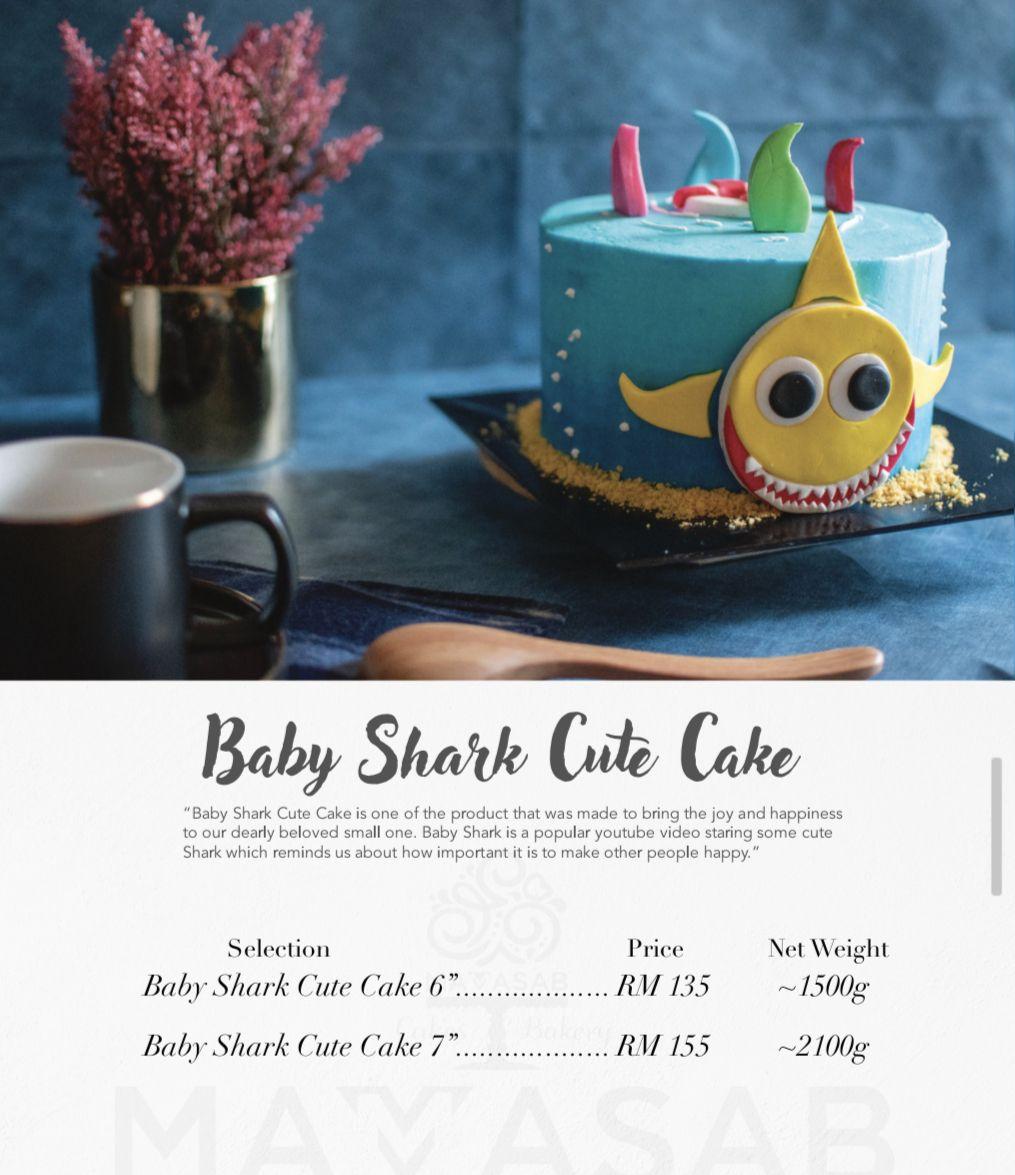 Baby Shark Cute Cake
“Baby Shark Cute Cake is one of the product that was made to bring the joy and happiness
to our dearly beloved small one. Baby Shark is a popular youtube video staring some cute
Shark which reminds us about how important it is to make other people happy.”
Selection Price Net Weight
Baby Shark Cute Cake 6”................... RM 135 ~1500g
Baby Shark Cute Cake 7”................... RM 155 ~2100g
MAYASAB
Cakes & Bakery
MAYASAB